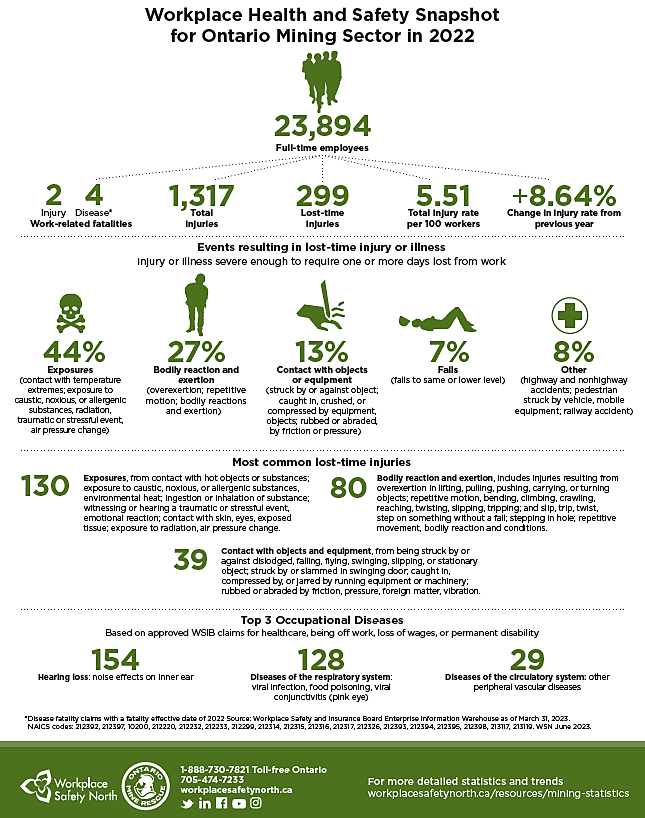 Workplace Health and Safety Snapshot
for Ontario Mining Sector in 2022
23,894
Full-time employees
2 4
Injury Disease*
Work-related fatalities
1,317
Total
injuries
299
Lost-time
injuries
5.51
Total injury rate
per 100 workers
+8.64%
Change in injury rate from
previous year
Events resulting in lost-time injury or illness
Injury or illness severe enough to require one or more days lost from work
44%
Exposures
(contact with temperature
extremes; exposure to
caustic, noxious, or allergenic
substances, radiation,
traumatic or stressful event,
air pressure change)
27%
Bodily reaction and
exertion
(overexertion; repetitive
motion; bodily reactions
and exertion)
13%
Contact with objects
or equipment
(struck by or against object;
caught in, crushed, or
compressed by equipment,
objects; rubbed or abraded,
by friction or pressure)
7%
Falls
(falls to same or lower level)
8%
Other
(highway and nonhighway
accidents; pedestrian
struck by vehicle, mobile
equipment; railway accident)
Most common lost-time injuries
130
Exposures, from contact with hot objects or substances;
exposure to caustic, noxious, or allergenic substances,
environmental heat; ingestion or inhalation of substance;
witnessing or hearing a traumatic or stressful event,
emotional reaction; contact with skin, eyes, exposed
tissue; exposure to radiation, air pressure change.
80
Bodily reaction and exertion, includes injuries resulting from
overexertion in lifting, pulling, pushing, carrying, or turning
objects; repetitive motion, bending, climbing, crawling,
reaching, twisting, slipping, tripping; and slip, trip, twist,
step on something without a fall; stepping in hole; repetitive
movement, bodily reaction and conditions.
39
Contact with objects and equipment, from being struck by or
against dislodged, falling, flying, swinging, slipping, or stationary
object; struck by or slammed in swinging door; caught in,
compressed by, or jarred by running equipment or machinery;
rubbed or abraded by friction, pressure, foreign matter, vibration.
Top 3 Occupational Diseases
Based on approved WSIB claims for healthcare, being off work, loss of wages, or permanent disability
154
Hearing loss: noise effects on inner ear
128
Diseases of the respiratory system:
viral infection, food poisoning, viral
conjunctivitis (pink eye)
29
Diseases of the circulatory system: other
peripheral vascular diseases
*Disease fatality claims with a fatality effective date of 2022 Source: Workplace Safety and Insurance Board Enterprise Information Warehouse as of March 31, 2023.
NAICS codes: 212392, 212397, 10200, 212220, 212232, 212233, 212299, 212314, 212315, 212316, 212317, 212326, 212393, 212394, 212395, 212398, 213117, 213119. WSN June 2023.
Workplace
Safety North
ONTARIO
MINE RESCUE
1-888-730-7821 Toll-free Ontario
705-474-7233
workplacesafetynorth.ca
For more detailed statistics and trends
workplacesafetynorth.ca/resources/mining-statistics